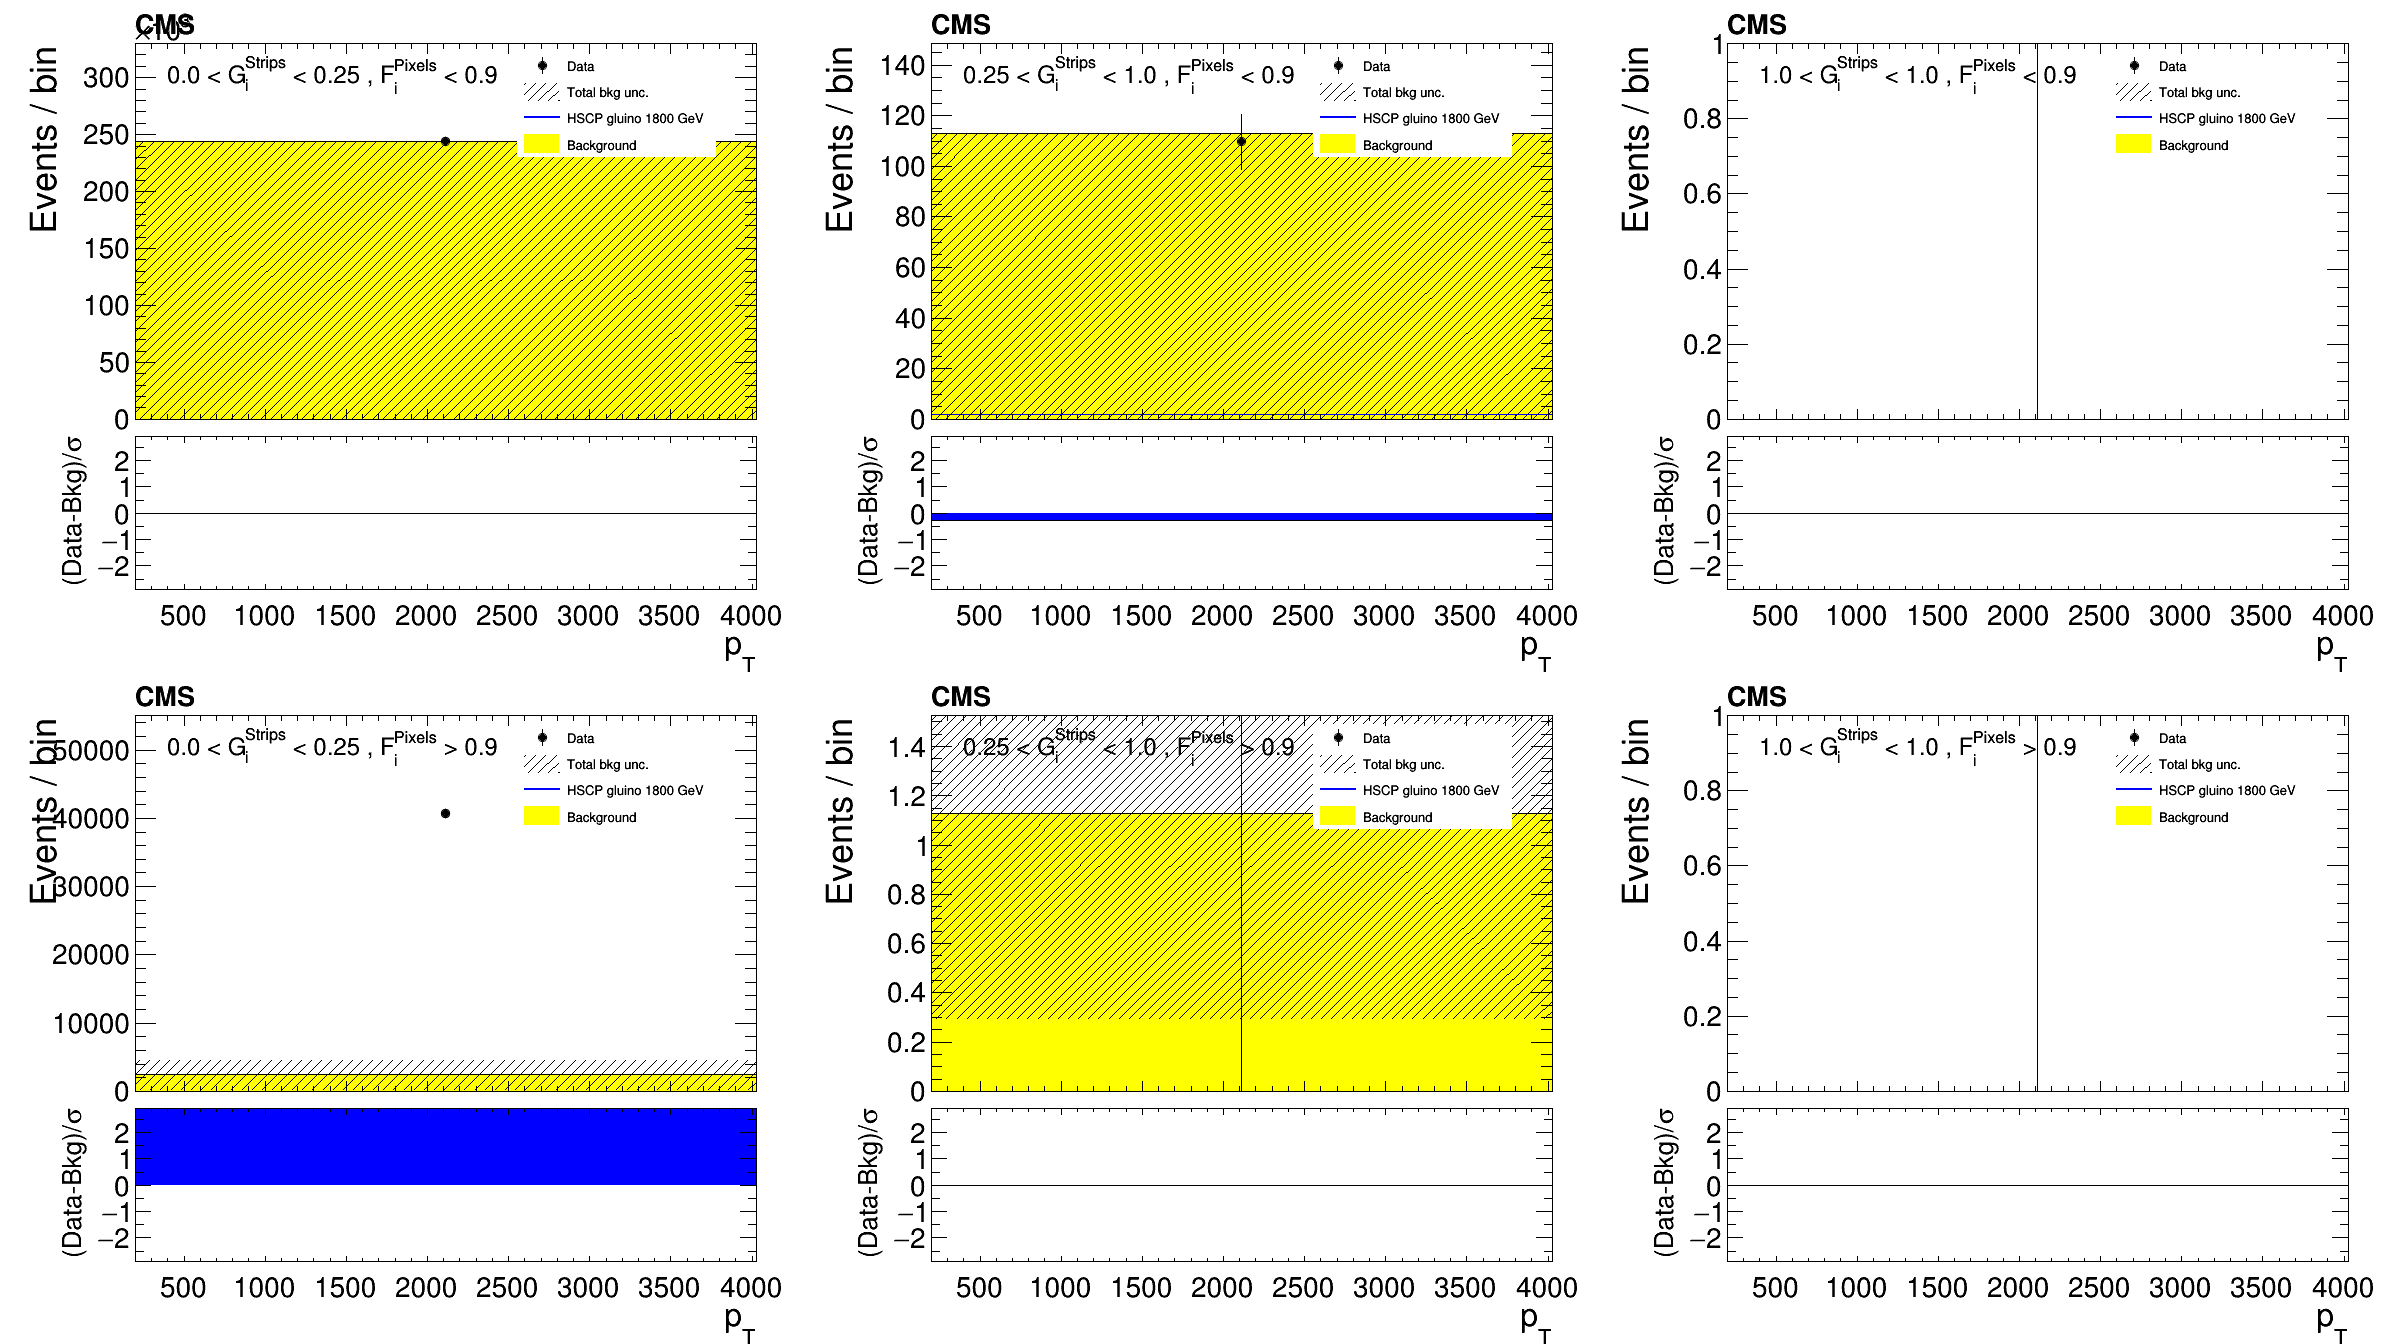 CMS
×10³
Events / bin
0.0 < G_i^Strips < 0.25 , F_i^Pixels < 0.9
Data
Total bkg unc.
HSCP gluino 1800 GeV
Background
300
250
200
150
100
50
0
(Data-Bkg)/σ
2
1
0
−1
−2
500 1000 1500 2000 2500 3000 3500 4000
p_T
CMS
Events / bin
0.25 < G_i^Strips < 1.0 , F_i^Pixels < 0.9
Data
Total bkg unc.
HSCP gluino 1800 GeV
Background
140
120
100
80
60
40
20
0
(Data-Bkg)/σ
2
1
0
−1
−2
500 1000 1500 2000 2500 3000 3500 4000
p_T
CMS
Events / bin
1.0 < G_i^Strips < 1.0 , F_i^Pixels < 0.9
Data
Total bkg unc.
HSCP gluino 1800 GeV
Background
1
0.8
0.6
0.4
0.2
0
(Data-Bkg)/σ
2
1
0
−1
−2
500 1000 1500 2000 2500 3000 3500 4000
p_T
CMS
Events / bin
0.0 < G_i^Strips < 0.25 , F_i^Pixels > 0.9
Data
Total bkg unc.
HSCP gluino 1800 GeV
Background
50000
40000
30000
20000
10000
0
(Data-Bkg)/σ
2
1
0
−1
−2
500 1000 1500 2000 2500 3000 3500 4000
p_T
CMS
Events / bin
0.25 < G_i^Strips < 1.0 , F_i^Pixels > 0.9
Data
Total bkg unc.
HSCP gluino 1800 GeV
Background
1.4
1.2
1
0.8
0.6
0.4
0.2
0
(Data-Bkg)/σ
2
1
0
−1
−2
500 1000 1500 2000 2500 3000 3500 4000
p_T
CMS
Events / bin
1.0 < G_i^Strips < 1.0 , F_i^Pixels > 0.9
Data
Total bkg unc.
HSCP gluino 1800 GeV
Background
1
0.8
0.6
0.4
0.2
0
(Data-Bkg)/σ
2
1
0
−1
−2
500 1000 1500 2000 2500 3000 3500 4000
p_T